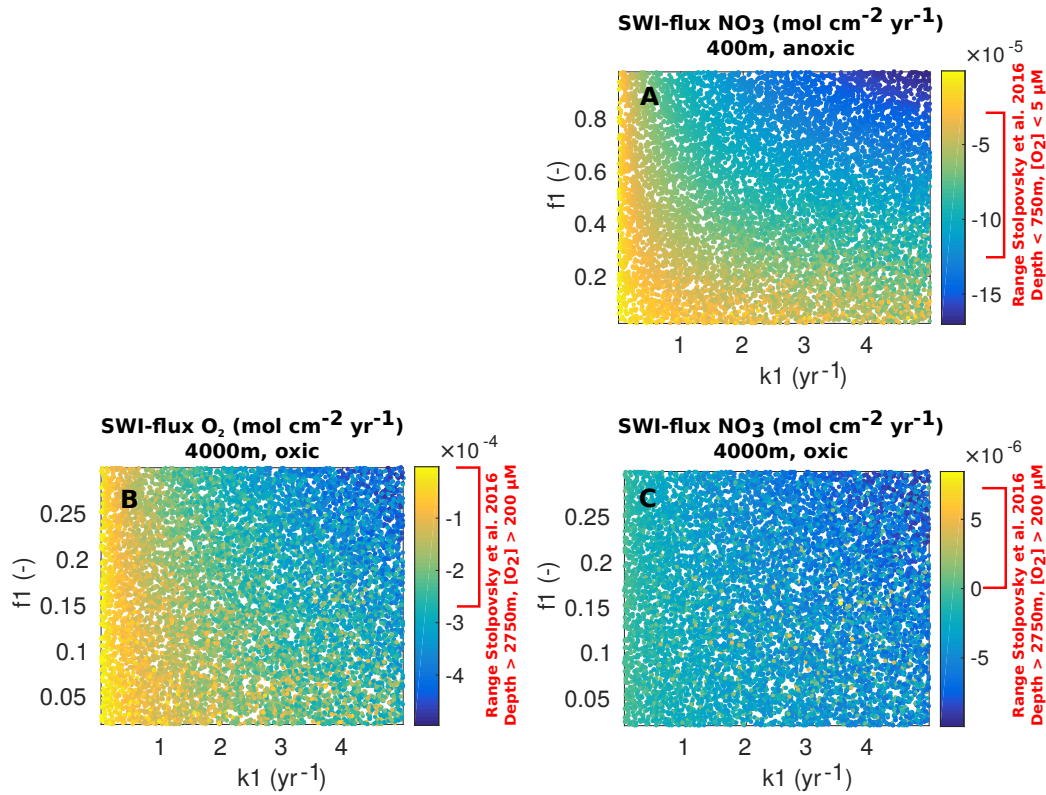 SWI-flux NO3 (mol cm-2 yr-1)
400m, anoxic
×10-5
A
0.8
0.6
0.4
0.2
f1 (-)
1 2 3 4
k1 (yr-1)
-5
-10
-15
Range Stolpovsky et al. 2016
Depth < 750m, [O2] < 5 µM
SWI-flux O2 (mol cm-2 yr-1)
4000m, oxic
×10-4
B
0.25
0.2
0.15
0.1
0.05
f1 (-)
1 2 3 4
k1 (yr-1)
-1
-2
-3
-4
Range Stolpovsky et al. 2016
Depth > 2750m, [O2] > 200 µM
SWI-flux NO3 (mol cm-2 yr-1)
4000m, oxic
×10-6
C
0.25
0.2
0.15
0.1
0.05
f1 (-)
1 2 3 4
k1 (yr-1)
5
0
-5
Range Stolpovsky et al. 2016
Depth > 2750m, [O2] > 200 µM